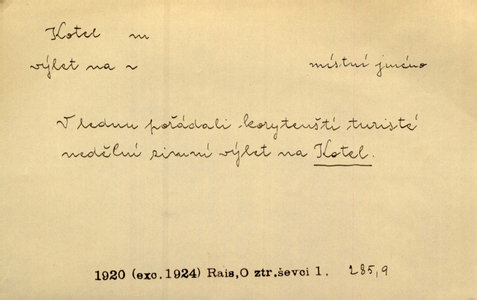 Kotel m
výlet na ~ místní jméno
V lednu pořádali korytenští turisté
nedělní zimní výlet na Kotel.
1920 (exc.1924) Rais,O ztr.ševci 1. 285,9